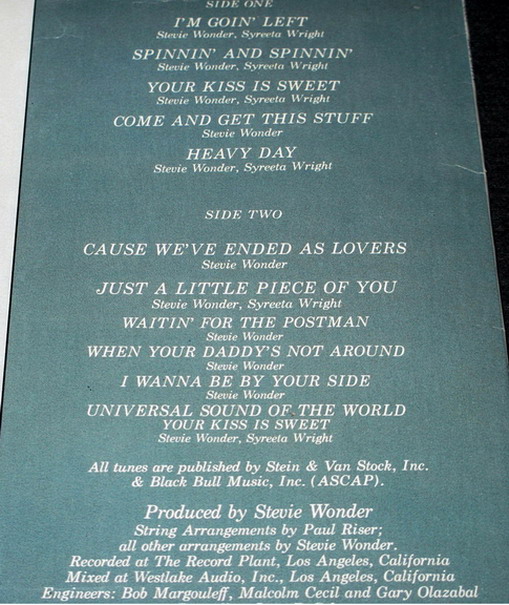 SIDE ONE
I'M GOIN' LEFT
Stevie Wonder, Syreeta Wright
SPINNIN' AND SPINNIN'
Stevie Wonder, Syreeta Wright
YOUR KISS IS SWEET
Stevie Wonder, Syreeta Wright
COME AND GET THIS STUFF
Stevie Wonder
HEAVY DAY
Stevie Wonder, Syreeta Wright
SIDE TWO
CAUSE WE'VE ENDED AS LOVERS
Stevie Wonder
JUST A LITTLE PIECE OF YOU
Stevie Wonder, Syreeta Wright
WAITIN' FOR THE POSTMAN
Stevie Wonder
WHEN YOUR DADDY'S NOT AROUND
Stevie Wonder
I WANNA BE BY YOUR SIDE
Stevie Wonder
UNIVERSAL SOUND OF THE WORLD
YOUR KISS IS SWEET
Stevie Wonder, Syreeta Wright
All tunes are published by Stein & Van Stock, Inc.
& Black Bull Music, Inc. (ASCAP).
Produced by Stevie Wonder
String Arrangements by Paul Riser;
all other arrangements by Stevie Wonder.
Recorded at The Record Plant, Los Angeles, California
Mixed at Westlake Audio, Inc., Los Angeles, California
Engineers: Bob Margouleff, Malcolm Cecil and Gary Olazabal